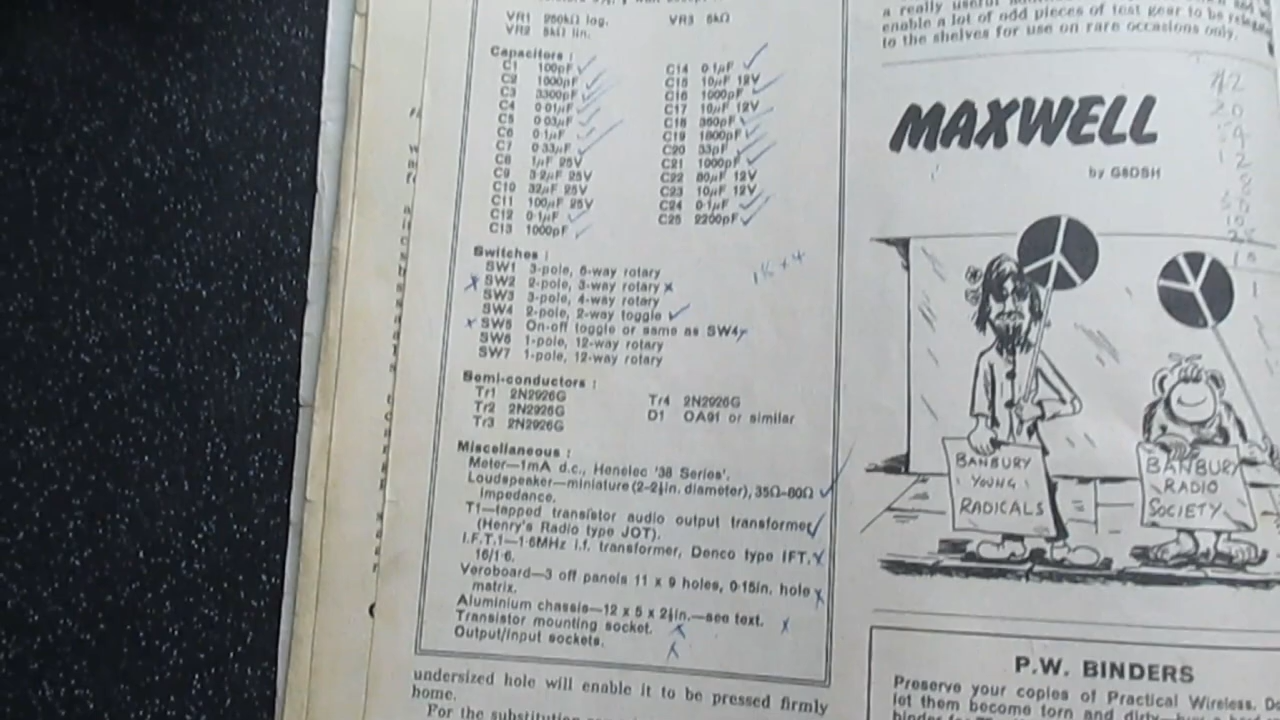 VR1 250kΩ log.
VR2 5kΩ lin.
VR3 5kΩ
Capacitors :
C1 100pF
C2 1000pF
C3 3300pF
C4 0·01μF
C5 0·03μF
C6 0·1μF
C7 0·33μF
C8 1μF 25V
C9 3·2μF 25V
C10 32μF 25V
C11 100μF 25V
C12 0·1μF
C13 1000pF
C14 0·1μF
C15 10μF 12V
C16 1000pF
C17 10μF 12V
C18 360pF
C19 1800pF
C20 33pF
C21 1000pF
C22 80μF 12V
C23 10μF 12V
C24 0·1μF
C25 2200pF
Switches :
SW1 3-pole, 6-way rotary
SW2 2-pole, 3-way rotary
SW3 3-pole, 4-way rotary
SW4 2-pole, 2-way toggle
SW5 On-off toggle or same as SW4
SW6 1-pole, 12-way rotary
SW7 1-pole, 12-way rotary
Semi-conductors :
Tr1 2N2926G
Tr2 2N2926G
Tr3 2N2926G
Tr4 2N2926G
D1 OA91 or similar
Miscellaneous :
Meter—1mA d.c., Henelec '38 Series'.
Loudspeaker—miniature (2-2½in. diameter), 35Ω-80Ω
impedance.
T1—tapped transistor audio output transformer
(Henry's Radio type JOT).
I.F.T.1—1·6MHz i.f. transformer, Denco type IFT.
16/1·6.
Veroboard—3 off panels 11 x 9 holes, 0·15in. hole
matrix.
Aluminium chassis—12 x 5 x 2½in.—see text.
Transistor mounting socket.
Output/input sockets.
undersized hole will enable it to be pressed firmly
home.
For the substitution
a really useful
enable a lot of odd pieces of test gear to be
to the shelves for use on rare occasions only.
MAXWELL
by G8DSH
BANBURY
YOUNG
RADICALS
BANBURY
RADIO
SOCIETY
P.W. BINDERS
Preserve your copies of Practical Wireless.
let them become torn and dirty